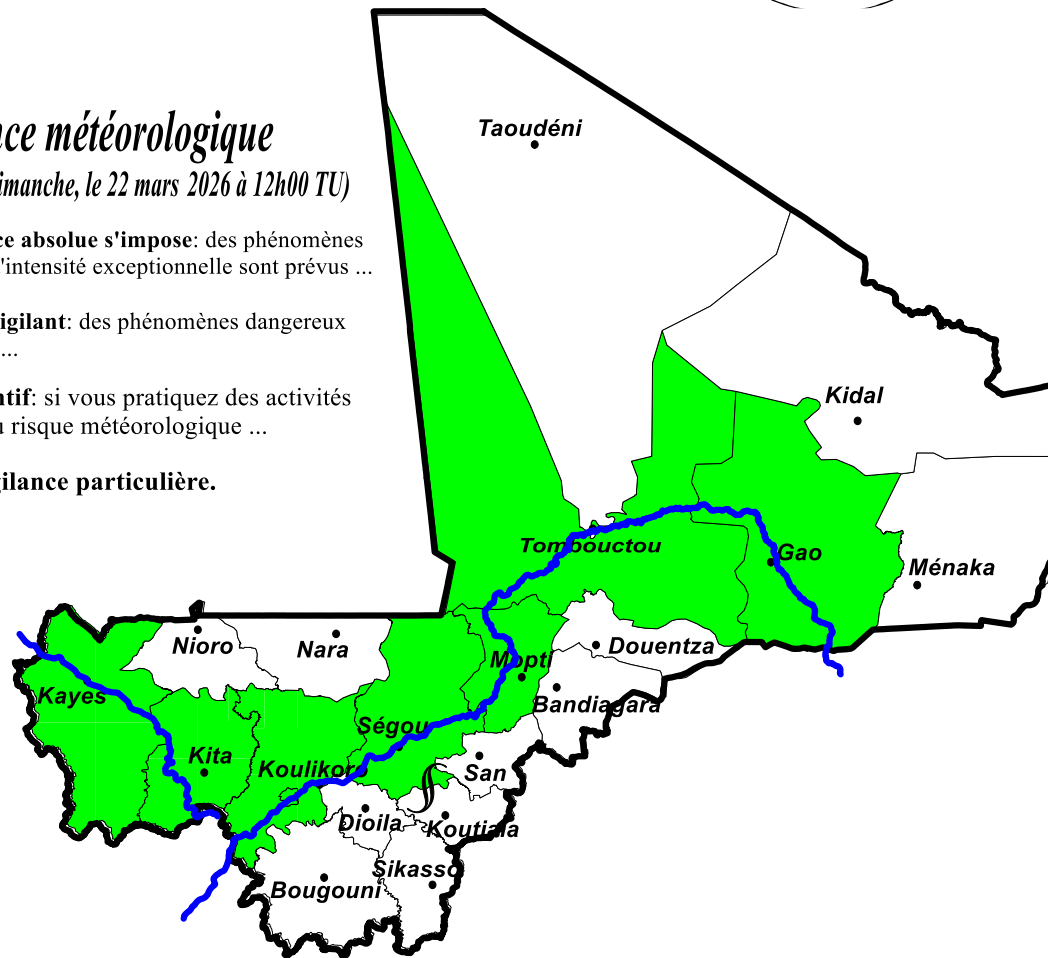 nce météorologique
imanche, le 22 mars 2026 à 12h00 TU)
ce absolue s'impose: des phénomènes
'intensité exceptionnelle sont prévus ...
igilant: des phénomènes dangereux
...
ntif: si vous pratiquez des activités
u risque météorologique ...
gilance particulière.
Taoudéni
Kidal
Tombouctou
Gao
Ménaka
Nioro
Nara
Douentza
Mopti
Kayes
Bandiagara
Ségou
Kita
Koulikoro
San
Dioila
Koutiala
Sikasso
Bougouni